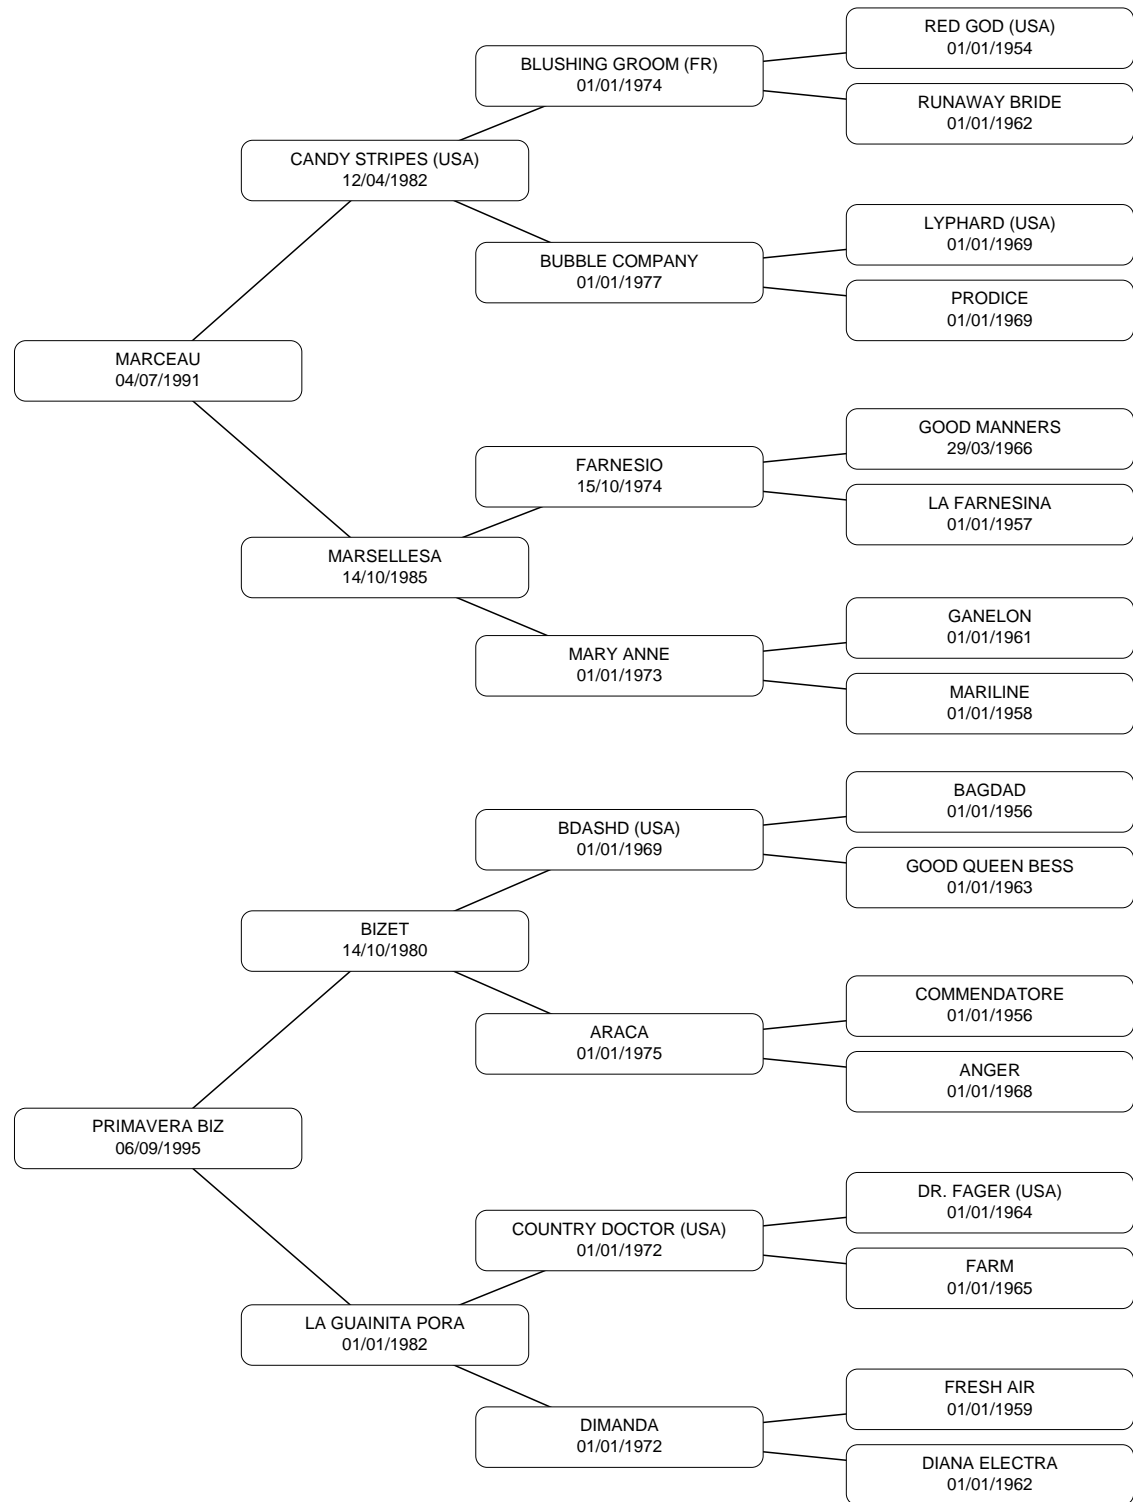 RED GOD (USA)
01/01/1954
BLUSHING GROOM (FR)
01/01/1974
RUNAWAY BRIDE
01/01/1962
CANDY STRIPES (USA)
12/04/1982
LYPHARD (USA)
01/01/1969
BUBBLE COMPANY
01/01/1977
PRODICE
01/01/1969
MARCEAU
04/07/1991
GOOD MANNERS
29/03/1966
FARNESIO
15/10/1974
LA FARNESINA
01/01/1957
MARSELLESA
14/10/1985
GANELON
01/01/1961
MARY ANNE
01/01/1973
MARILINE
01/01/1958
BAGDAD
01/01/1956
BDASHD (USA)
01/01/1969
GOOD QUEEN BESS
01/01/1963
BIZET
14/10/1980
COMMENDATORE
01/01/1956
ARACA
01/01/1975
ANGER
01/01/1968
PRIMAVERA BIZ
06/09/1995
DR. FAGER (USA)
01/01/1964
COUNTRY DOCTOR (USA)
01/01/1972
FARM
01/01/1965
LA GUAINITA PORA
01/01/1982
FRESH AIR
01/01/1959
DIMANDA
01/01/1972
DIANA ELECTRA
01/01/1962